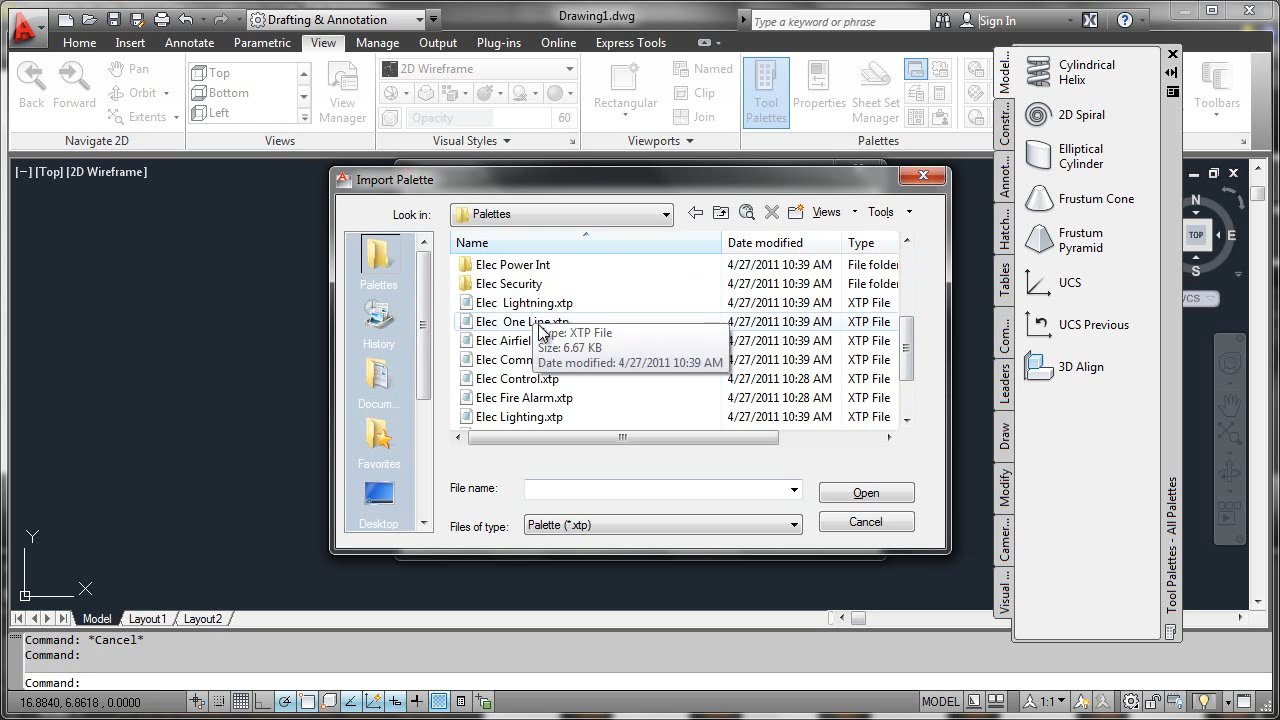 Drafting & Annotation
Drawing1.dwg
Type a keyword or phrase
Sign In
Home Insert Annotate Parametric View Manage Output Plug-ins Online Express Tools
Back
Forward
Pan
Orbit
Extents
Navigate 2D
Top
Bottom
Left
View
Manager
Views
2D Wireframe
Opacity 60
Visual Styles
Rectangular
Named
Clip
Join
Viewports
Tool
Palettes
Properties
Sheet Set
Manager
Palettes
Toolbars
[−] [Top] [2D Wireframe]
Import Palette
Look in: Palettes
Views Tools
Name Date modified Type
Elec Power Int 4/27/2011 10:39 AM File folder
Elec Security 4/27/2011 10:39 AM File folder
Elec  Lightning.xtp 4/27/2011 10:39 AM XTP File
Elec  One Line.xtp 4/27/2011 10:39 AM XTP File
Elec Airfiel 4/27/2011 10:39 AM XTP File
Elec Comm 4/27/2011 10:39 AM XTP File
Elec Control.xtp 4/27/2011 10:28 AM XTP File
Elec Fire Alarm.xtp 4/27/2011 10:28 AM XTP File
Elec Lighting.xtp 4/27/2011 10:39 AM XTP File
Type: XTP File
Size: 6.67 KB
Date modified: 4/27/2011 10:39 AM
Palettes
History
Docum...
Favorites
Desktop
File name:
Open
Files of type: Palette (*.xtp)
Cancel
Model...
Constr...
Annot...
Hatch...
Tables
Com...
Leaders
Draw
Modify
Camer...
Visual ...
Cylindrical
Helix
2D Spiral
Elliptical
Cylinder
Frustum Cone
Frustum
Pyramid
UCS
UCS Previous
3D Align
Tool Palettes - All Palettes
N
TOP
E
S
Y
X
Model Layout1 Layout2
Command: *Cancel*
Command:
Command:
16.8840, 6.8618 , 0.0000
MODEL
1:1